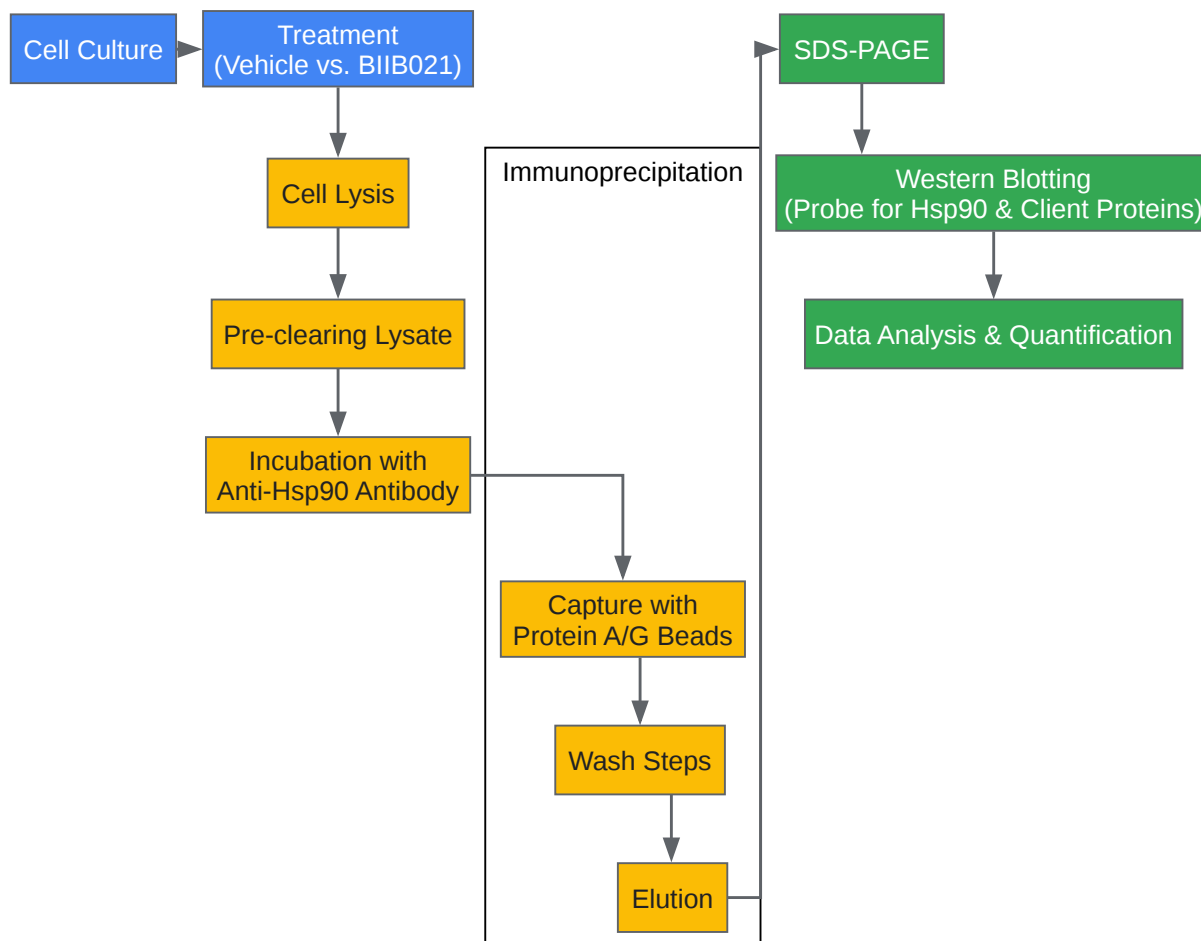 Cell Culture
Treatment
(Vehicle vs. BIIB021)
Cell Lysis
Pre-clearing Lysate
Incubation with
Anti-Hsp90 Antibody
Immunoprecipitation
Capture with
Protein A/G Beads
Wash Steps
Elution
SDS-PAGE
Western Blotting
(Probe for Hsp90 & Client Proteins)
Data Analysis & Quantification